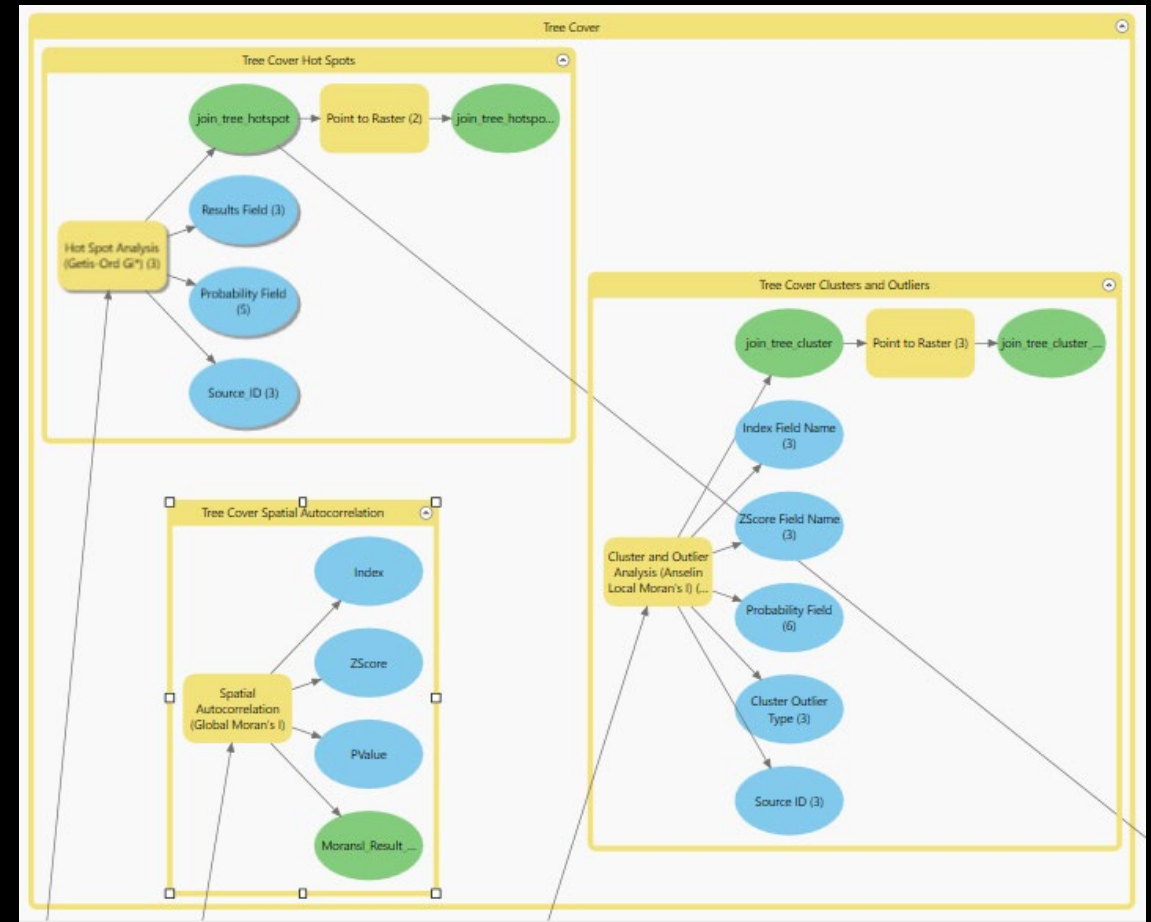 Tree Cover
Tree Cover Hot Spots
join_tree_hotspot
Point to Raster (2)
join_tree_hotspo...
Results Field (3)
Hot Spot Analysis
(Getis-Ord Gi*) (3)
Probability Field
(5)
Source_ID (3)
Tree Cover Clusters and Outliers
join_tree_cluster
Point to Raster (3)
join_tree_cluster_...
Index Field Name
(3)
ZScore Field Name
(3)
Cluster and Outlier
Analysis (Anselin
Local Moran's I) (...
Probability Field
(6)
Cluster Outlier
Type (3)
Source ID (3)
Tree Cover Spatial Autocorrelation
Index
ZScore
Spatial
Autocorrelation
(Global Moran's I)
PValue
MoransI_Result_...